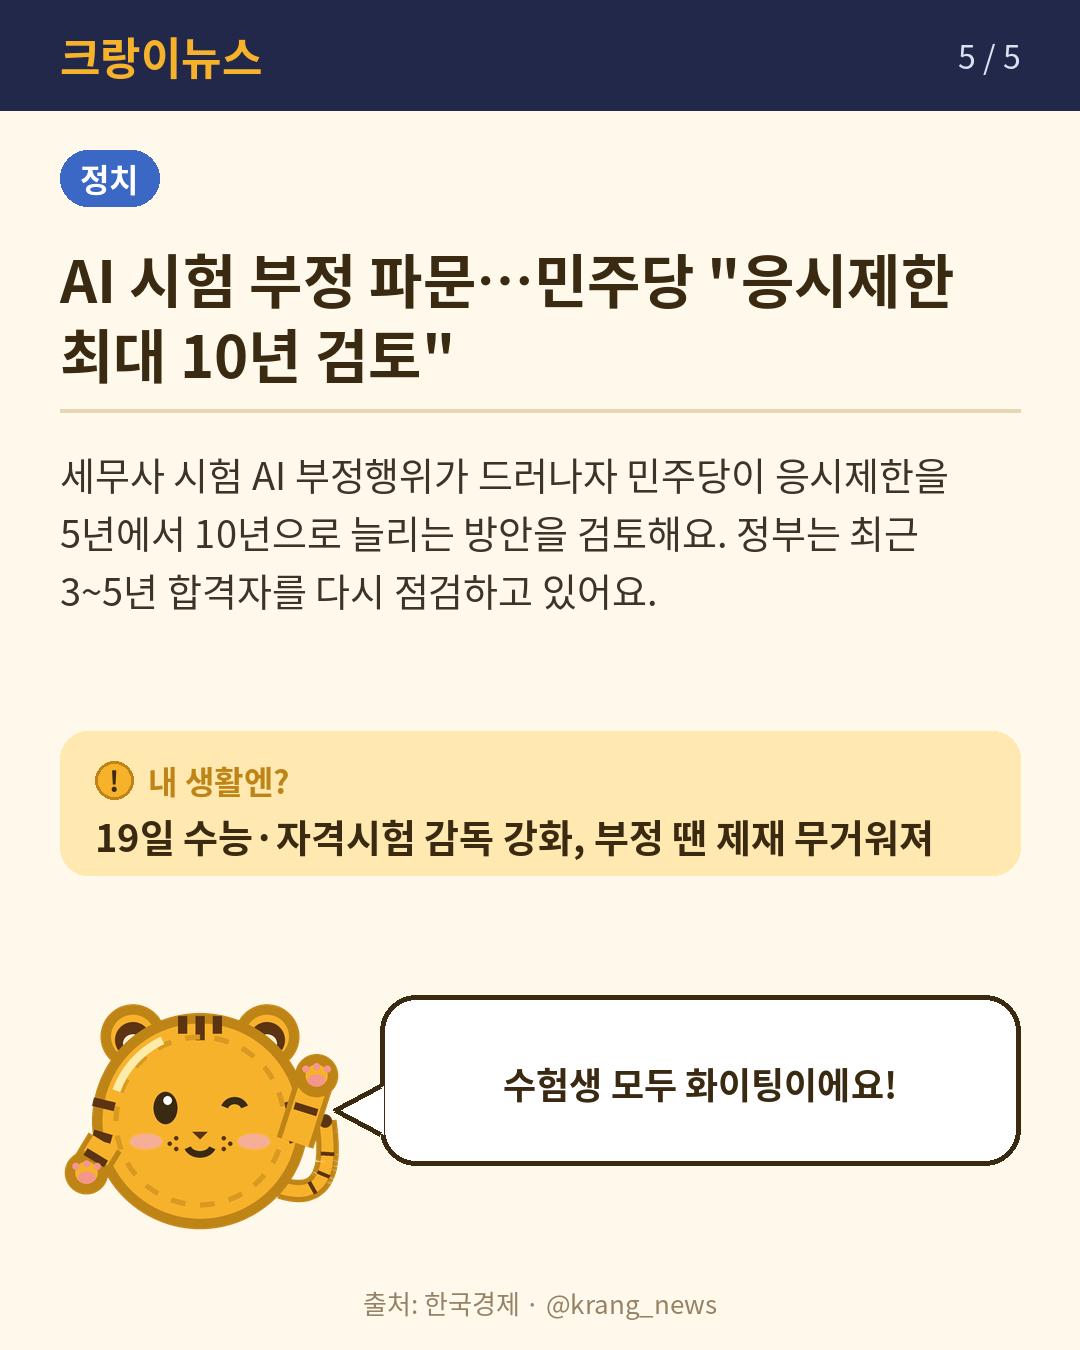 크랑이뉴스
5 / 5
정치
AI 시험 부정 파문…민주당 "응시제한
최대 10년 검토"
세무사 시험 AI 부정행위가 드러나자 민주당이 응시제한을
5년에서 10년으로 늘리는 방안을 검토해요. 정부는 최근
3~5년 합격자를 다시 점검하고 있어요.
! 내 생활엔?
19일 수능·자격시험 감독 강화, 부정 땐 제재 무거워져
수험생 모두 화이팅이에요!
출처: 한국경제 · @krang_news